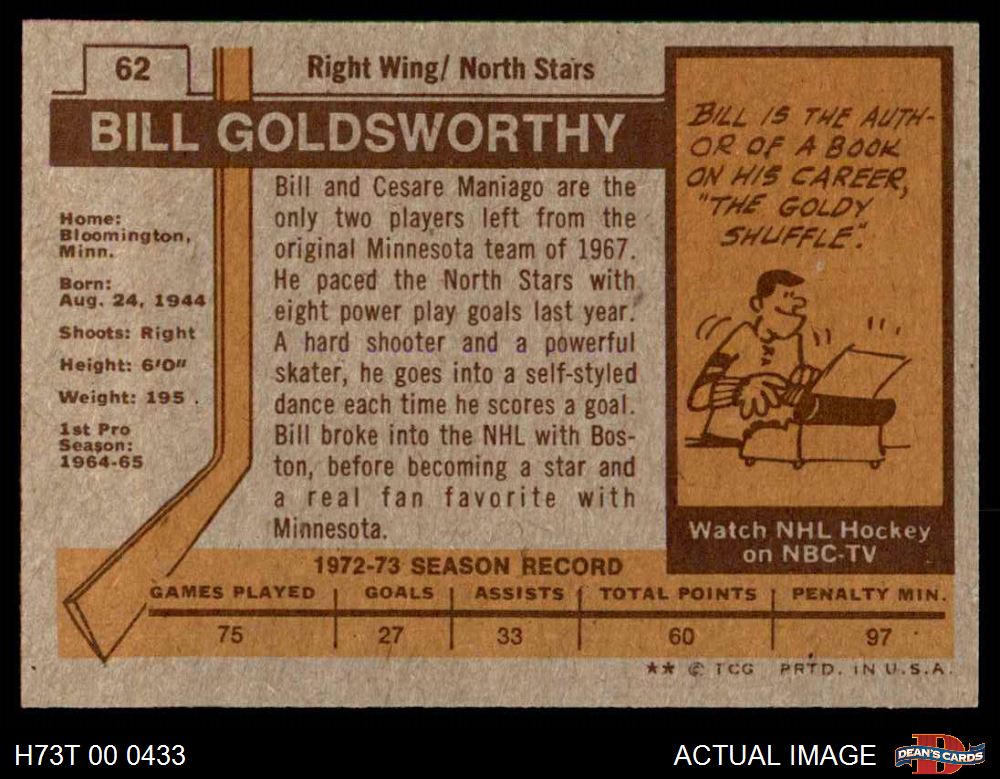 62
Right Wing/ North Stars
BILL GOLDSWORTHY
Home:
Bloomington,
Minn.
Born:
Aug. 24, 1944
Shoots: Right
Height: 6'0"
Weight: 195
1st Pro
Season:
1964-65
Bill and Cesare Maniago are the
only two players left from the
original Minnesota team of 1967.
He paced the North Stars with
eight power play goals last year.
A hard shooter and a powerful
skater, he goes into a self-styled
dance each time he scores a goal.
Bill broke into the NHL with Bos-
ton, before becoming a star and
a real fan favorite with
Minnesota.
BILL IS THE AUTH-
OR OF A BOOK
ON HIS CAREER,
"THE GOLDY
SHUFFLE".
Watch NHL Hockey
on NBC-TV
1972-73 SEASON RECORD
GAMES PLAYED GOALS ASSISTS TOTAL POINTS PENALTY MIN.
75 27 33 60 97
** © TCG PRTD. IN U.S.A.
H73T 00 0433
ACTUAL IMAGE
DEAN'S CARDS